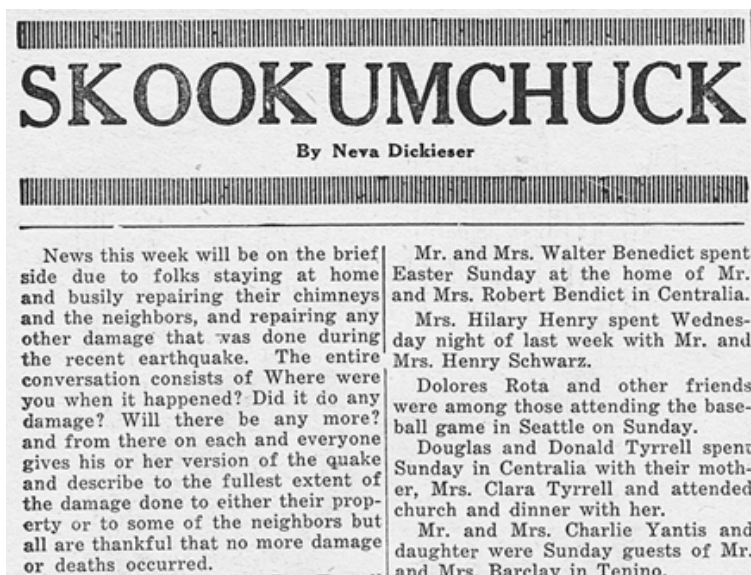 SKOOKUMCHUCK
By Neva Dickieser
News this week will be on the brief
side due to folks staying at home
and busily repairing their chimneys
and the neighbors, and repairing any
other damage that was done during
the recent earthquake. The entire
conversation consists of Where were
you when it happened? Did it do any
damage? Will there be any more?
and from there on each and everyone
gives his or her version of the quake
and describe to the fullest extent of
the damage done to either their prop-
erty or to some of the neighbors but
all are thankful that no more damage
or deaths occurred.
Mr. and Mrs. Walter Benedict spent
Easter Sunday at the home of Mr.
and Mrs. Robert Bendict in Centralia.
Mrs. Hilary Henry spent Wednes-
day night of last week with Mr. and
Mrs. Henry Schwarz.
Dolores Rota and other friends
were among those attending the base-
ball game in Seattle on Sunday.
Douglas and Donald Tyrrell spent
Sunday in Centralia with their moth-
er, Mrs. Clara Tyrrell and attended
church and dinner with her.
Mr. and Mrs. Charlie Yantis and
daughter were Sunday guests of Mr.
and Mrs. Barclay in Tenino.